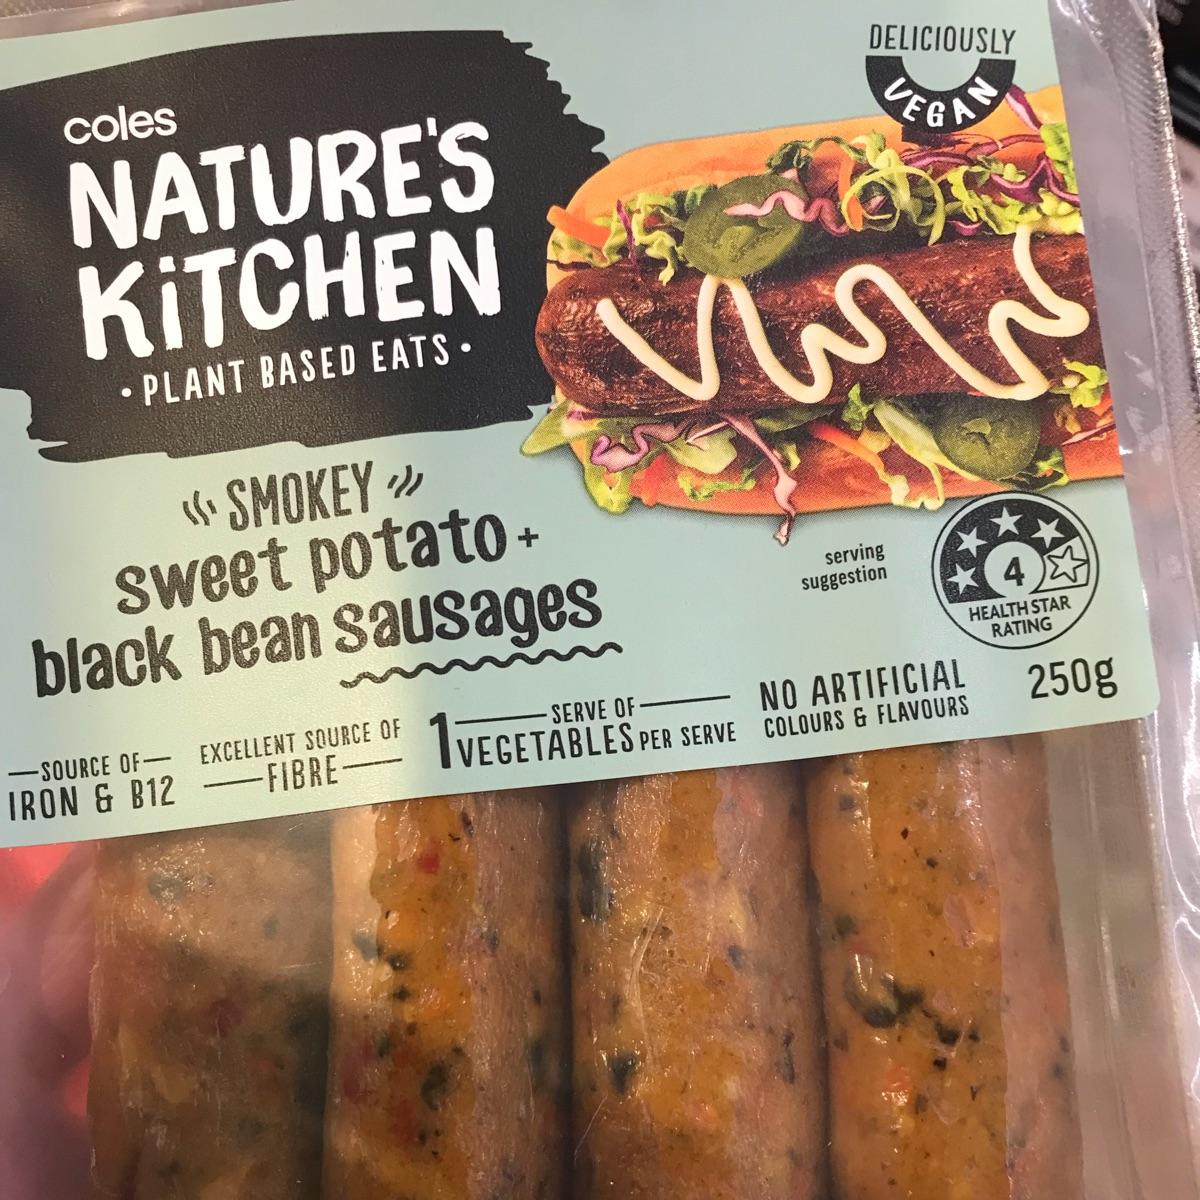 DELICIOUSLY
VEGAN
coles
NATURE'S
KiTCHEN
• PLANT BASED EATS •
SMOKEY
sweet potato +
black bean sausages
serving
suggestion
4
HEALTH STAR
RATING
250g
SOURCE OF
IRON & B12
EXCELLENT SOURCE OF
FIBRE
1 SERVE OF
VEGETABLES PER SERVE
NO ARTIFICIAL
COLOURS & FLAVOURS